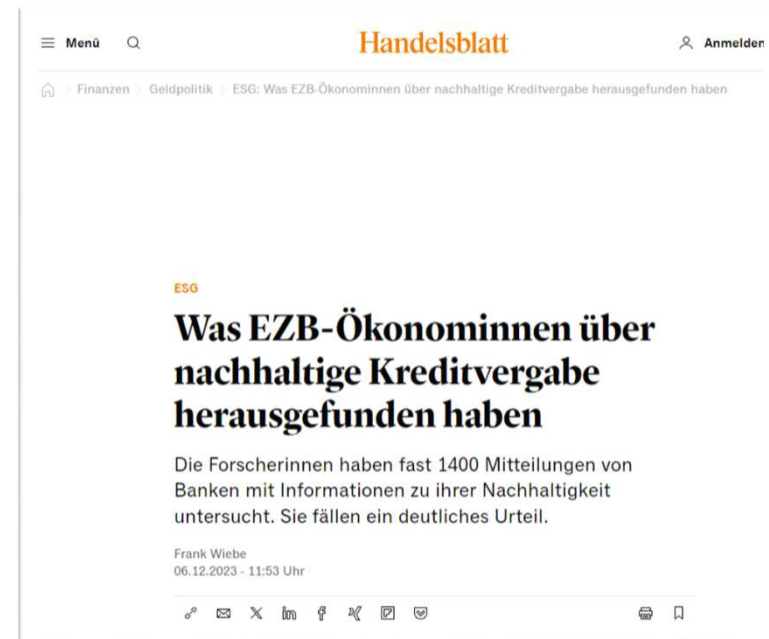 Menü
Handelsblatt
Anmelden
Finanzen Geldpolitik ESG: Was EZB-Ökonominnen über nachhaltige Kreditvergabe herausgefunden haben
ESG
Was EZB-Ökonominnen über
nachhaltige Kreditvergabe
herausgefunden haben
Die Forscherinnen haben fast 1400 Mitteilungen von
Banken mit Informationen zu ihrer Nachhaltigkeit
untersucht. Sie fällen ein deutliches Urteil.
Frank Wiebe
06.12.2023 - 11:53 Uhr